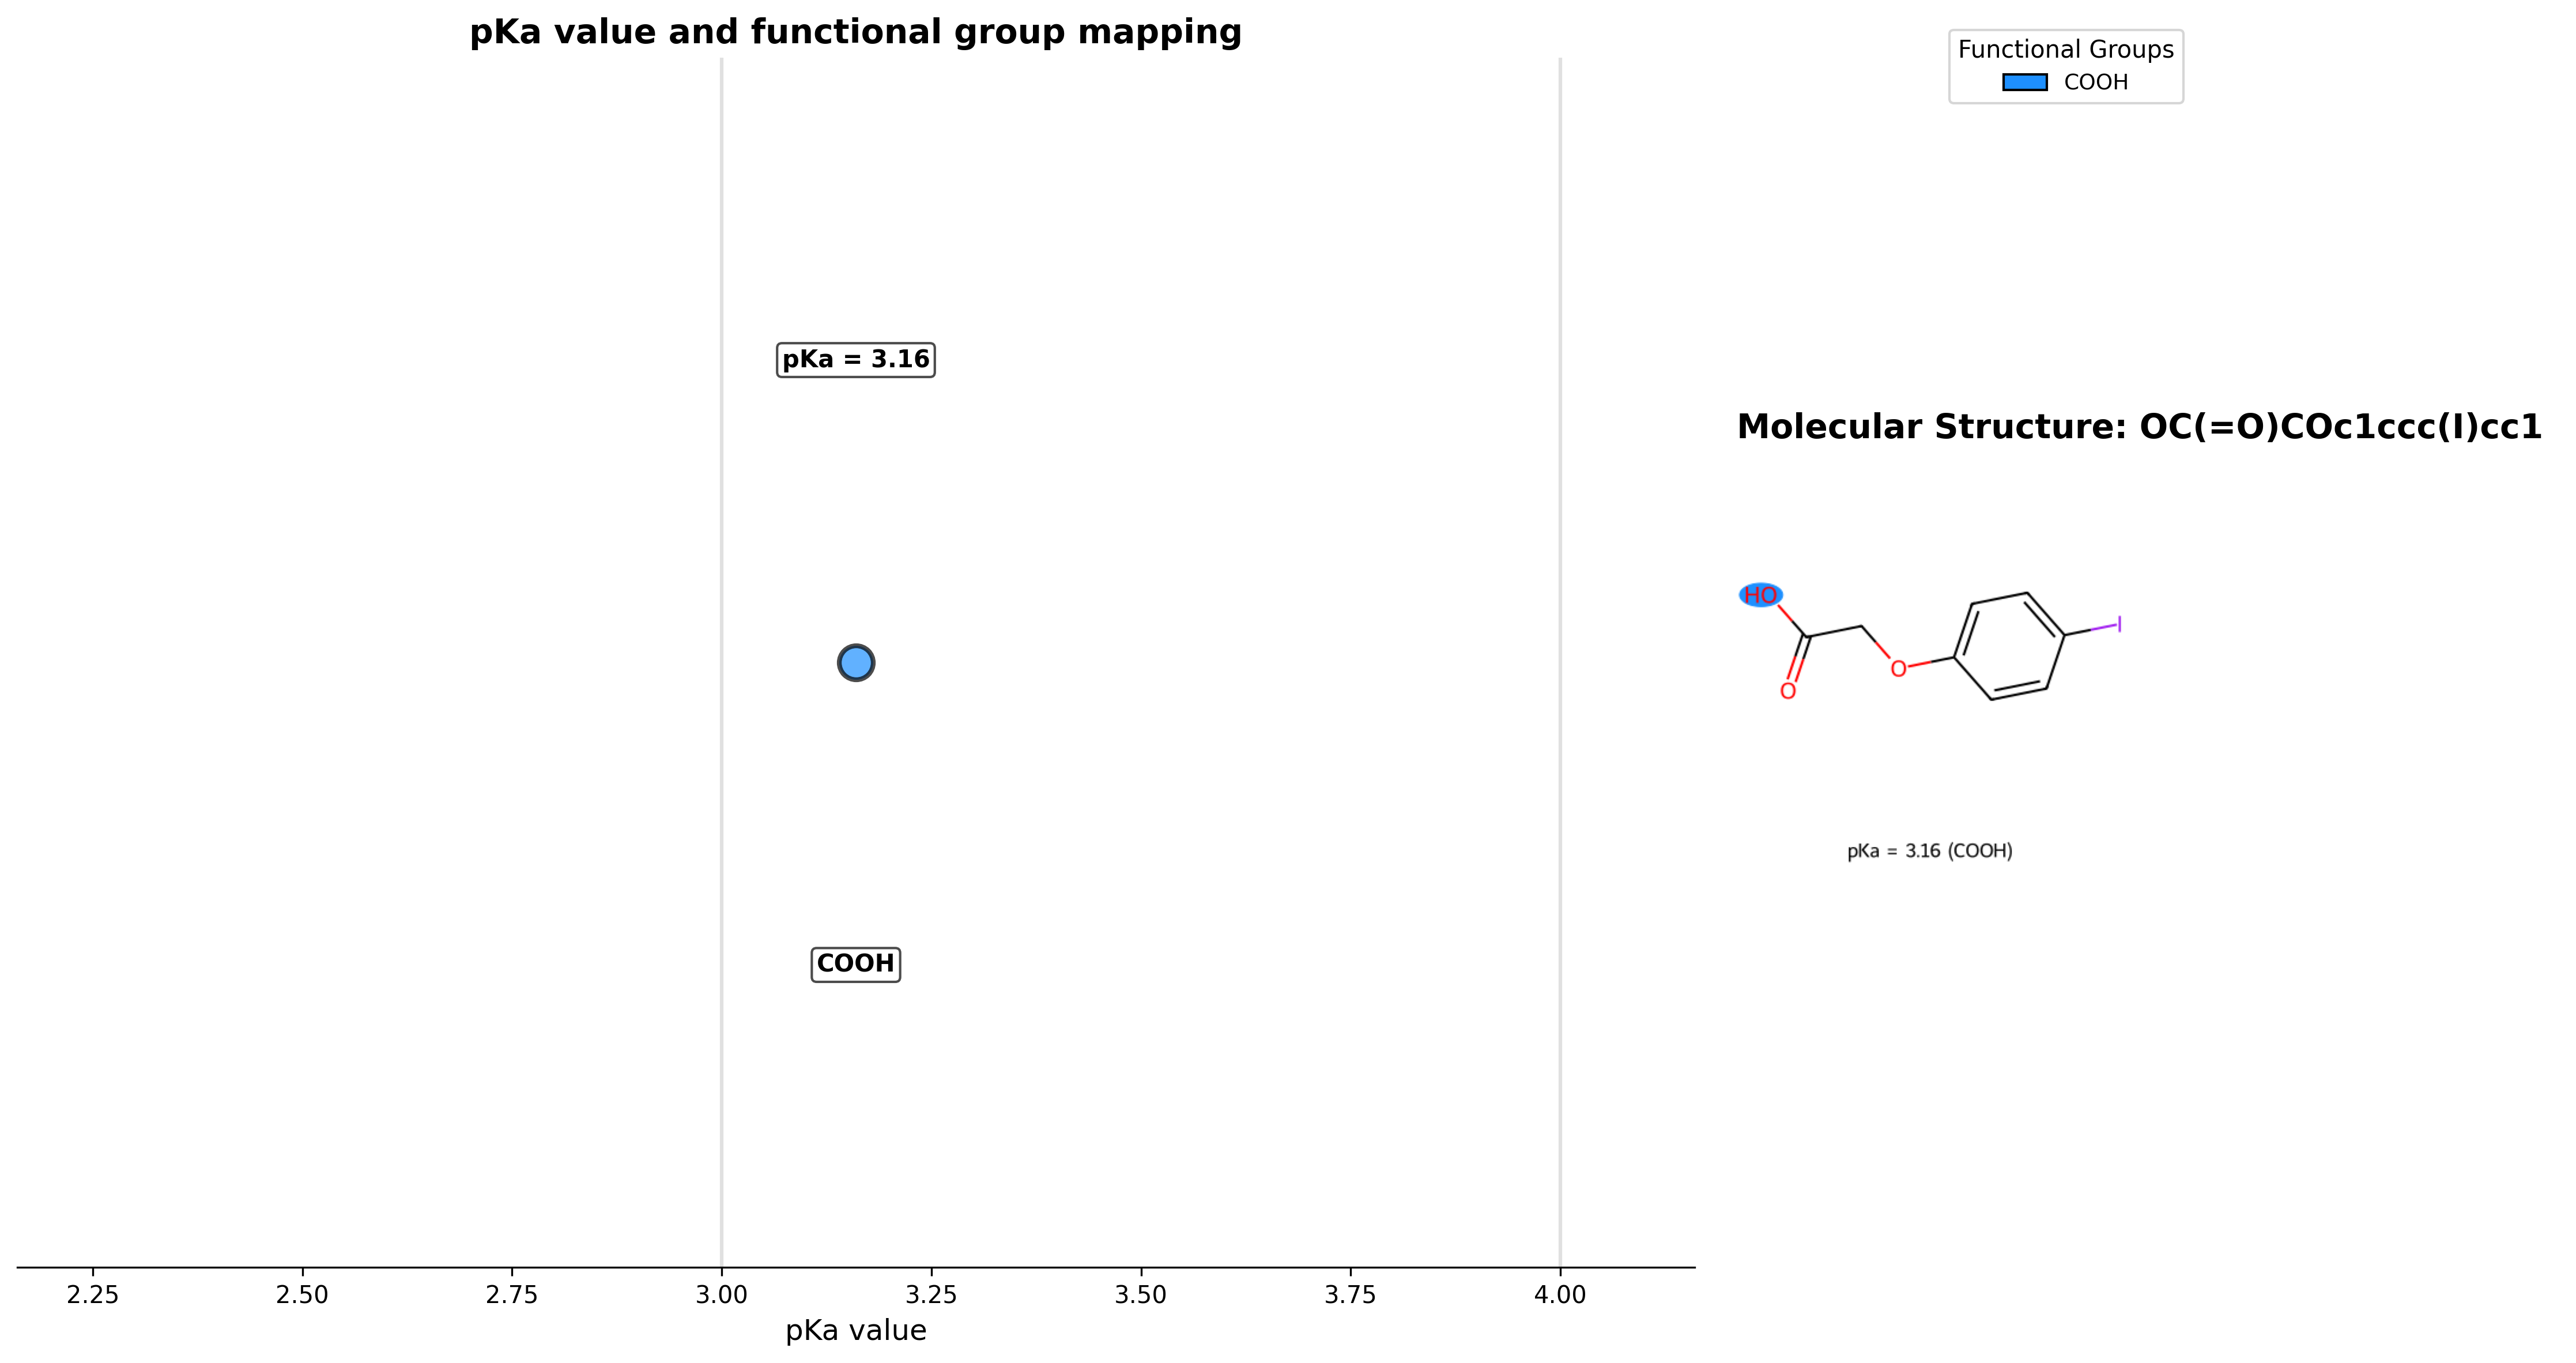 pKa value and functional group mapping
Functional Groups
COOH
pKa = 3.16
COOH
2.25 2.50 2.75 3.00 3.25 3.50 3.75 4.00
pKa value
Molecular Structure: OC(=O)COc1ccc(I)cc1
HO
O
O
I
pKa = 3.16 (COOH)